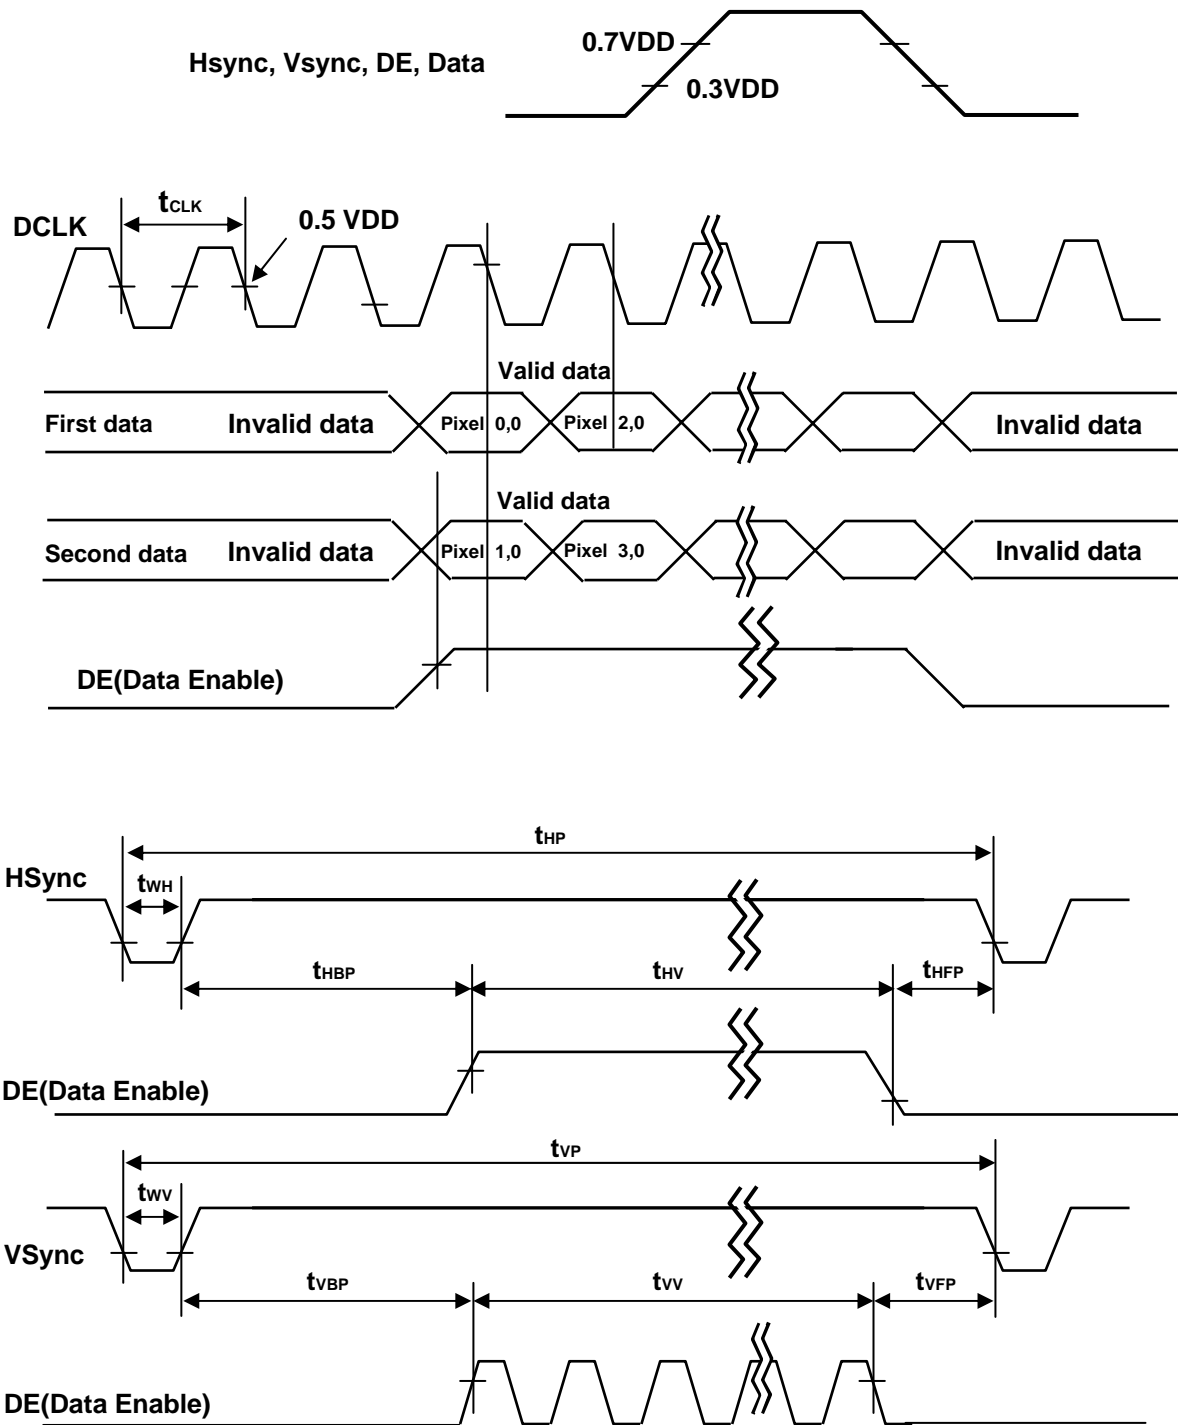 0.7VDD
Hsync, Vsync, DE, Data
0.3VDD
tCLK
DCLK
0.5 VDD
Valid data
First data Invalid data Pixel 0,0 Pixel 2,0 Invalid data
Valid data
Second data Invalid data Pixel 1,0 Pixel 3,0 Invalid data
DE(Data Enable)
tHP
HSync
tWH
tHBP tHV tHFP
DE(Data Enable)
tVP
tWV
VSync
tVBP tVV tVFP
DE(Data Enable)